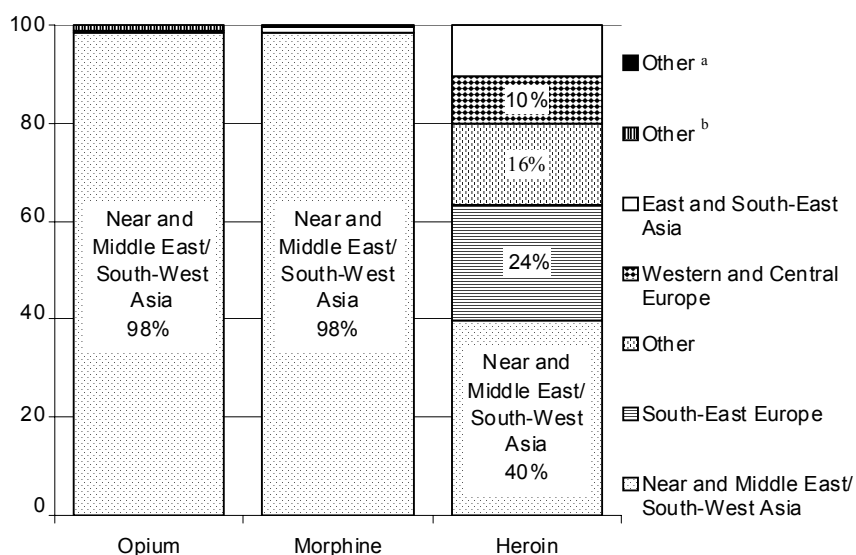 100
80
60
40
20
0
Near and
Middle East/
South-West
Asia
98%
Near and
Middle East/
South-West
Asia
98%
10%
16%
24%
Near and
Middle East/
South-West
Asia
40%
Opium
Morphine
Heroin
Other a
Other b
East and South-East
Asia
Western and Central
Europe
Other
South-East Europe
Near and Middle East/
South-West Asia